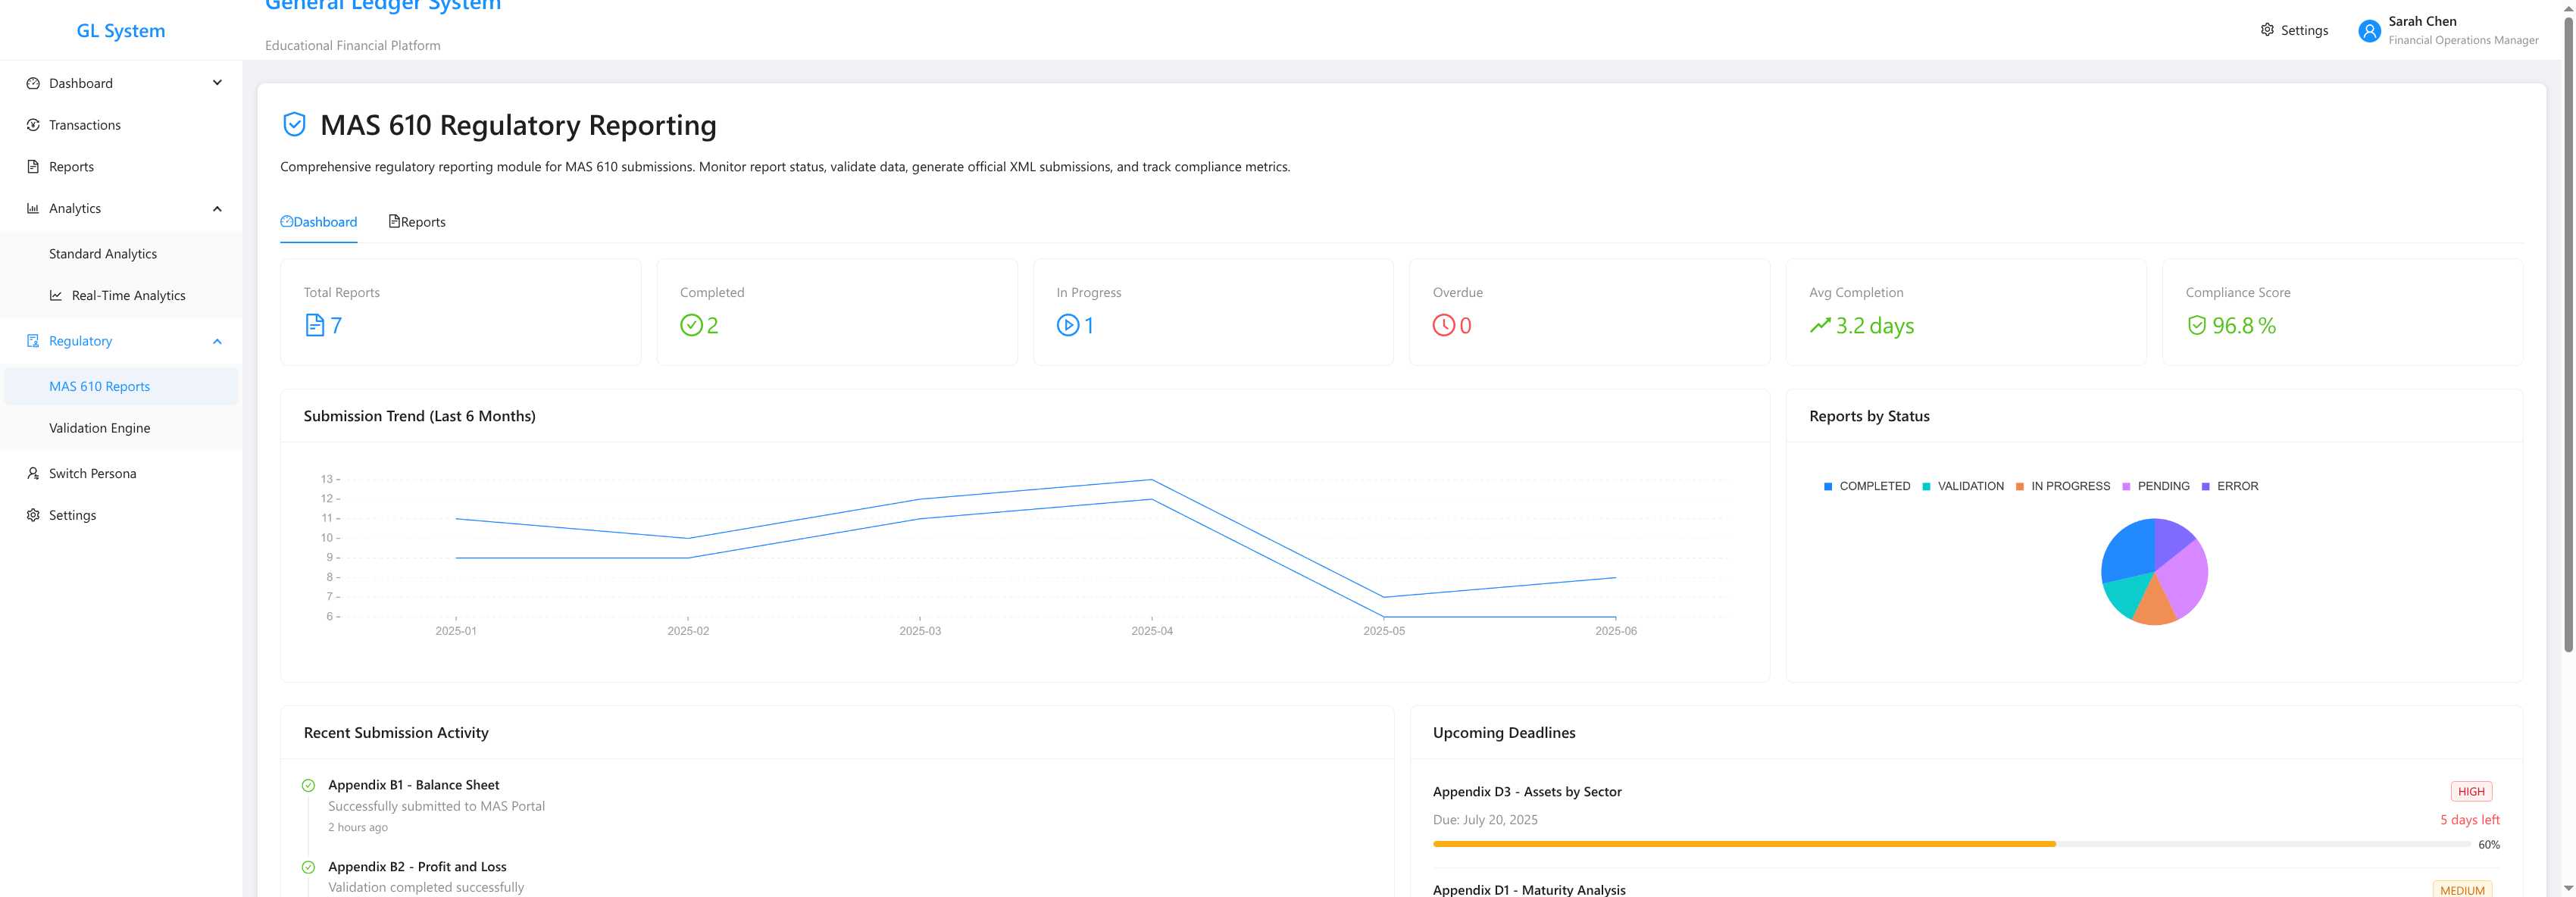 General Ledger System
GL System
Educational Financial Platform
Settings
Sarah Chen
Financial Operations Manager
Dashboard
Transactions
Reports
Analytics
Standard Analytics
Real-Time Analytics
Regulatory
MAS 610 Reports
Validation Engine
Switch Persona
Settings
MAS 610 Regulatory Reporting
Comprehensive regulatory reporting module for MAS 610 submissions. Monitor report status, validate data, generate official XML submissions, and track compliance metrics.
Dashboard Reports
Total Reports
7
Completed
2
In Progress
1
Overdue
0
Avg Completion
3.2 days
Compliance Score
96.8 %
Submission Trend (Last 6 Months)
13
12
11
10
9
8
7
6
2025-01 2025-02 2025-03 2025-04 2025-05 2025-06
Reports by Status
COMPLETED VALIDATION IN PROGRESS PENDING ERROR
Recent Submission Activity
Appendix B1 - Balance Sheet
Successfully submitted to MAS Portal
2 hours ago
Appendix B2 - Profit and Loss
Validation completed successfully
Upcoming Deadlines
Appendix D3 - Assets by Sector
HIGH
Due: July 20, 2025
5 days left
60%
Appendix D1 - Maturity Analysis
MEDIUM